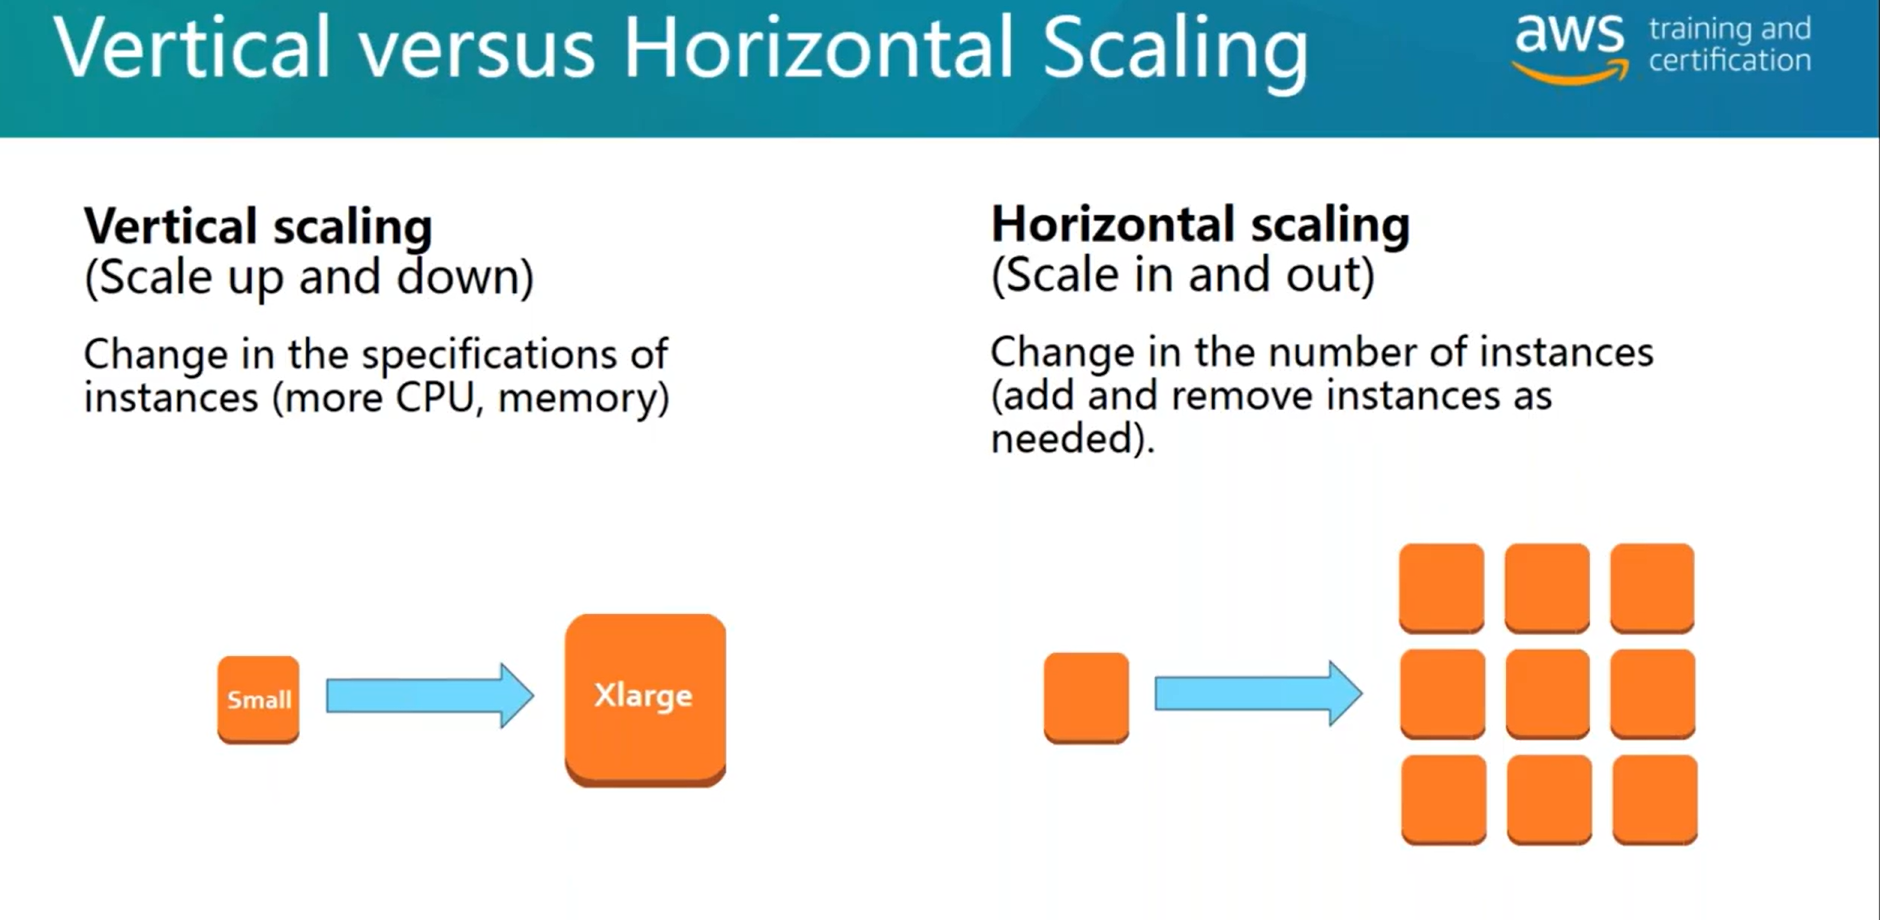 Vertical versus Horizontal Scaling
aws
training and
certification
Vertical scaling
(Scale up and down)
Change in the specifications of
instances (more CPU, memory)
Horizontal scaling
(Scale in and out)
Change in the number of instances
(add and remove instances as
needed).
Small
Xlarge